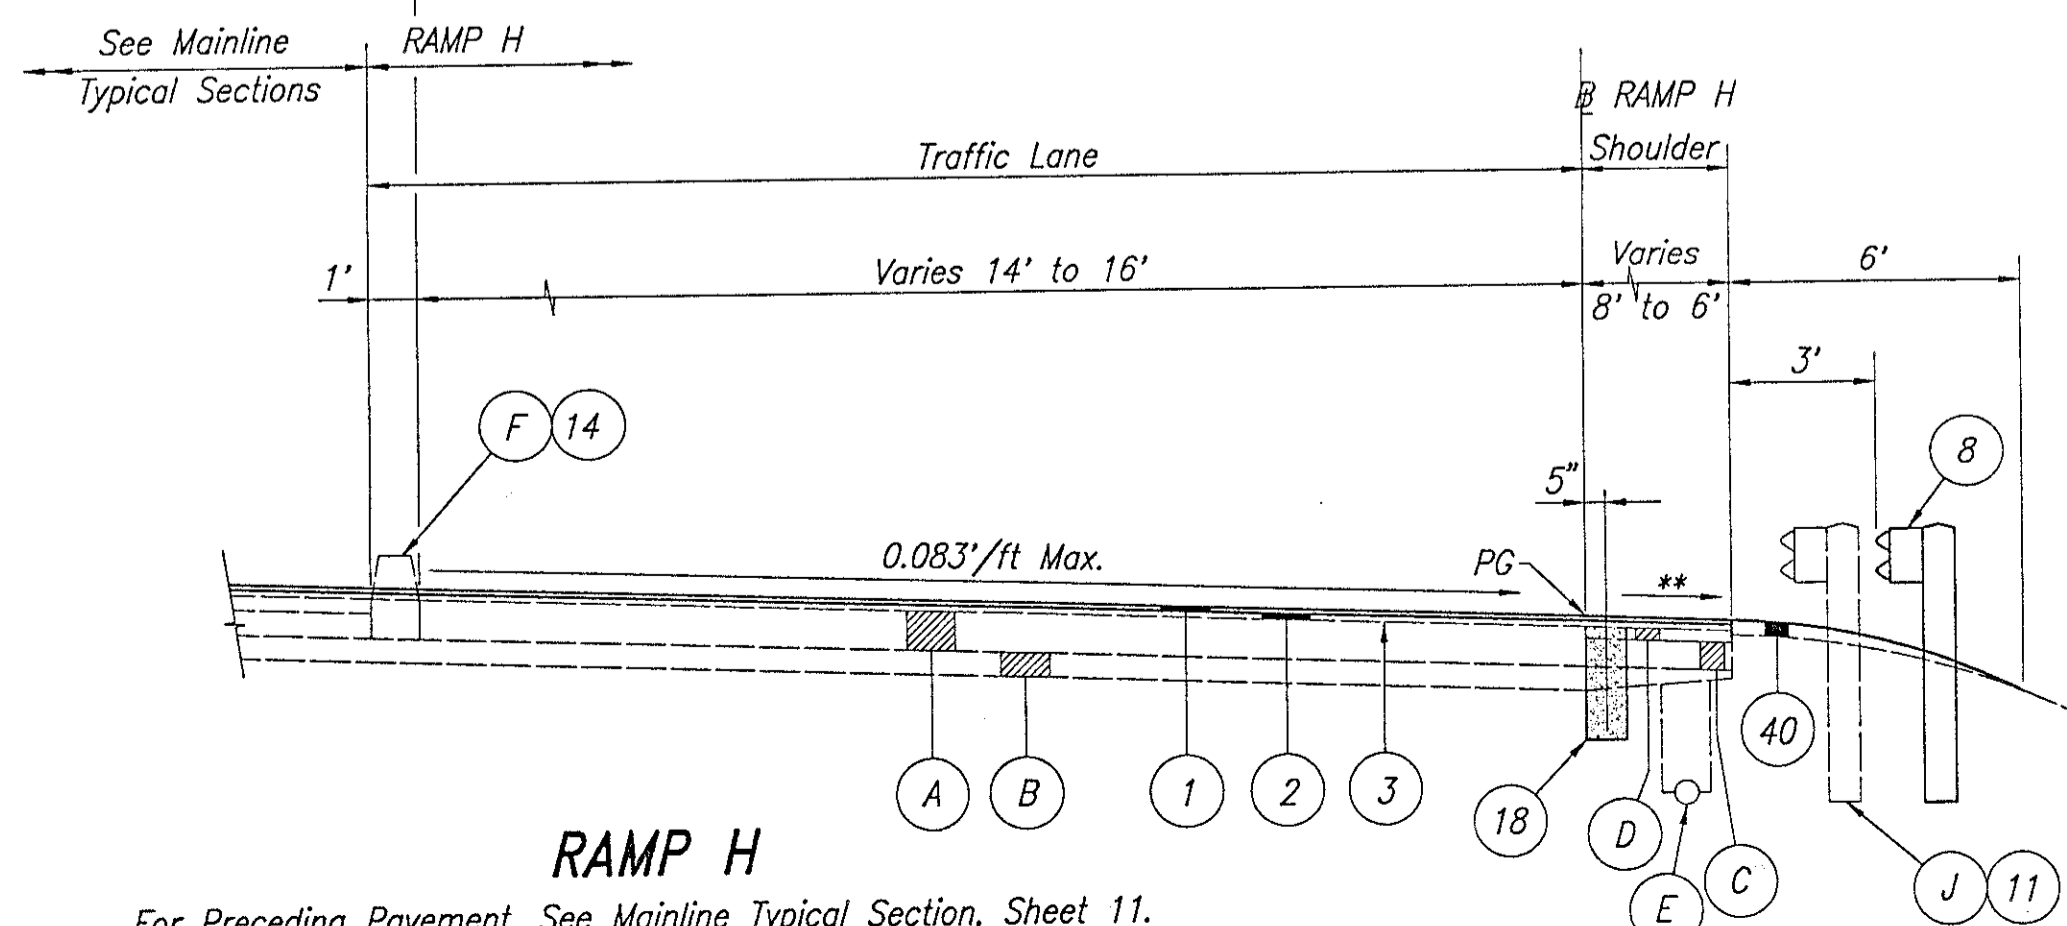 See Mainline
Typical Sections
RAMP H
B RAMP H
Traffic Lane
Shoulder
1'
Varies 14' to 16'
Varies
8' to 6'
6'
3'
F
14
8
5"
0.083'/ft Max.
PG
**
A
B
1
2
3
18
D
E
C
40
J
11
RAMP H
For Preceding Pavement, See Mainline Typical Section, Sheet 11.